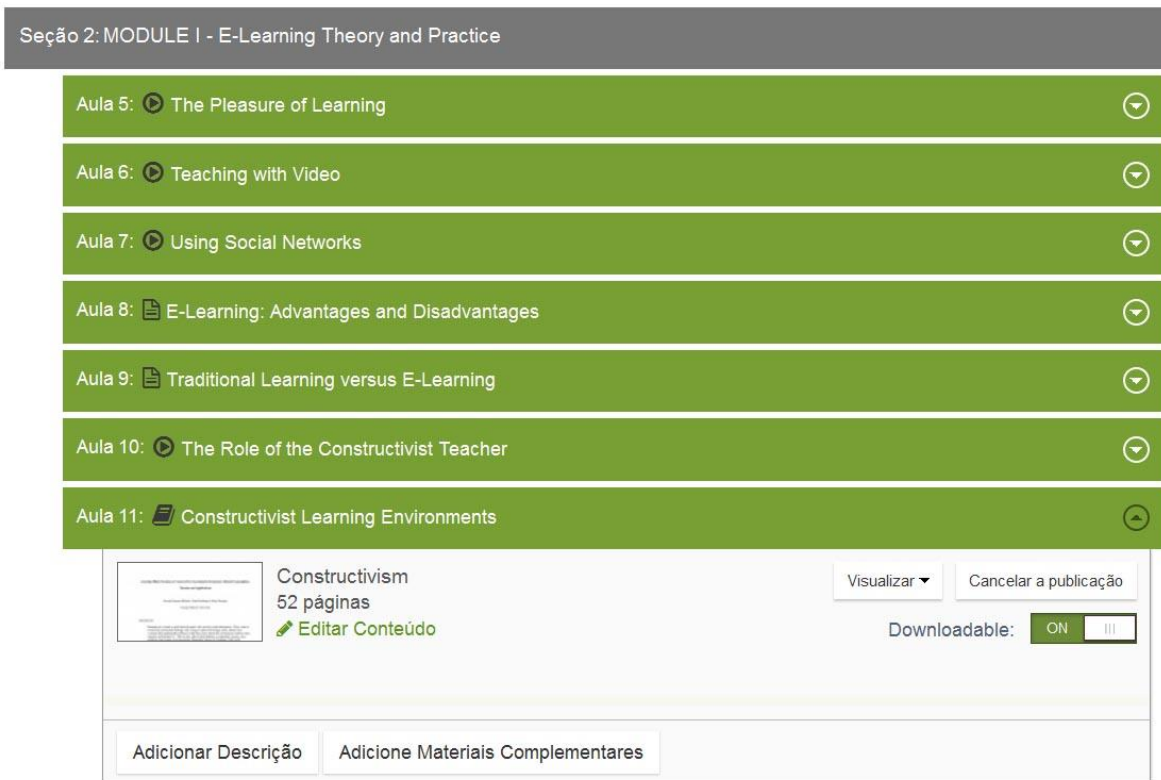 Seção 2: MODULE I - E-Learning Theory and Practice
Aula 5: The Pleasure of Learning
Aula 6: Teaching with Video
Aula 7: Using Social Networks
Aula 8: E-Learning: Advantages and Disadvantages
Aula 9: Traditional Learning versus E-Learning
Aula 10: The Role of the Constructivist Teacher
Aula 11: Constructivist Learning Environments
Constructivism
52 páginas
Editar Conteúdo
Visualizar
Cancelar a publicação
Downloadable: ON
Adicionar Descrição
Adicione Materiais Complementares